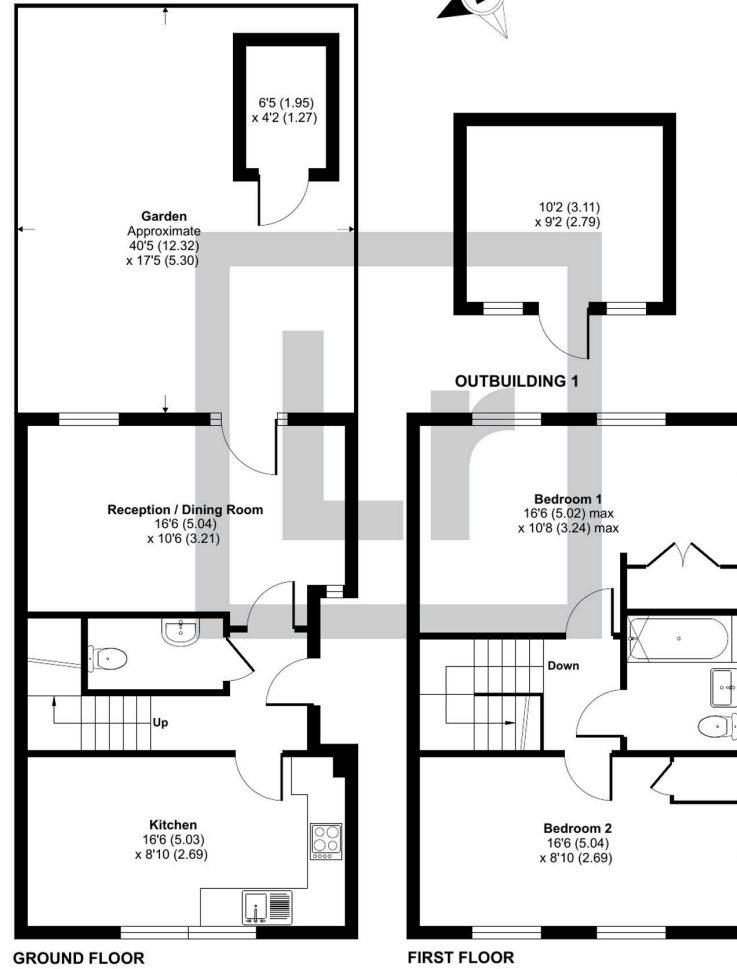 6'5 (1.95)
x 4'2 (1.27)
Garden
Approximate
40'5 (12.32)
x 17'5 (5.30)
10'2 (3.11)
x 9'2 (2.79)
OUTBUILDING 1
Lr
Reception / Dining Room
16'6 (5.04)
x 10'6 (3.21)
Bedroom 1
16'6 (5.02) max
x 10'8 (3.24) max
Up
Down
Kitchen
16'6 (5.03)
x 8'10 (2.69)
Bedroom 2
16'6 (5.04)
x 8'10 (2.69)
GROUND FLOOR
FIRST FLOOR